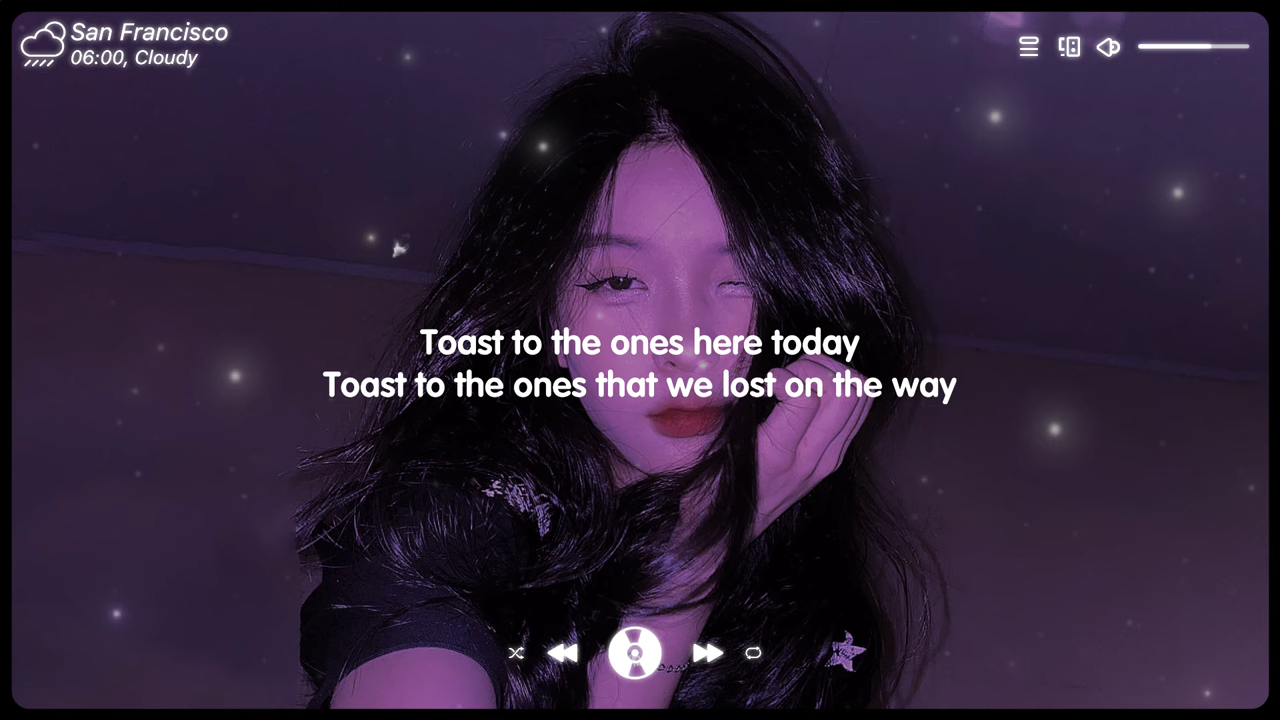 San Francisco
06:00, Cloudy
Toast to the ones here today
Toast to the ones that we lost on the way